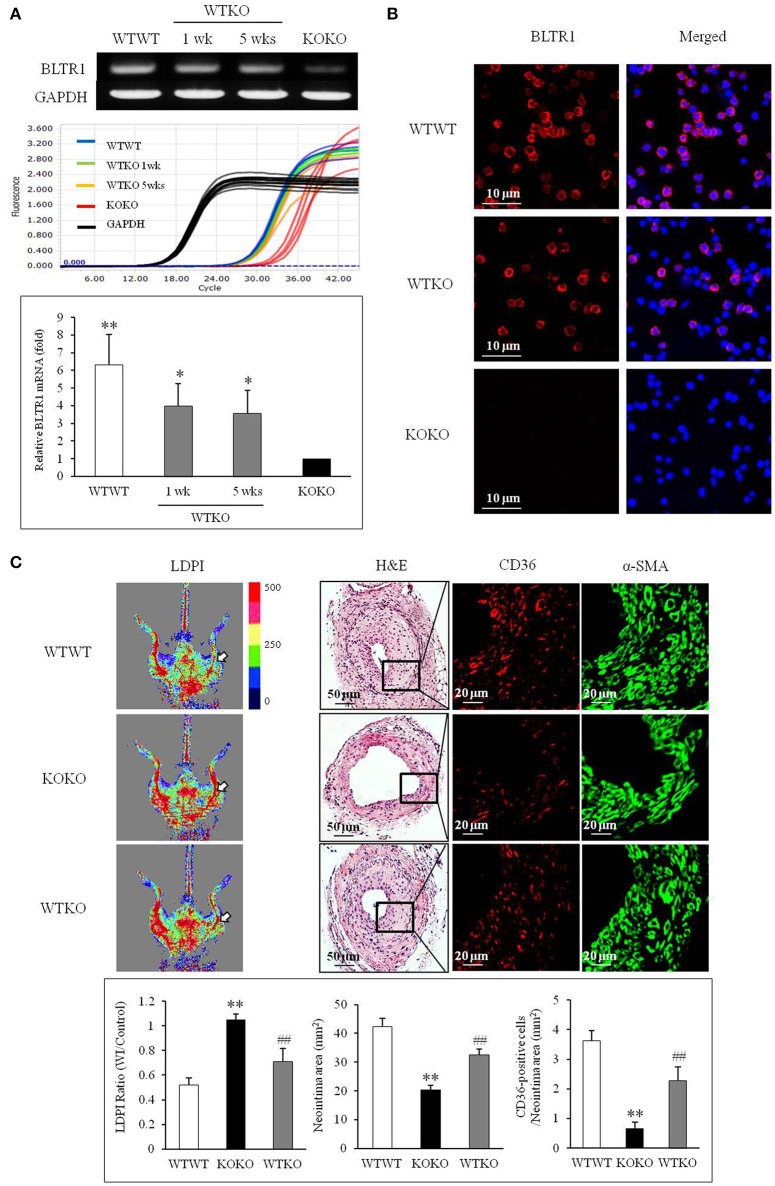 A
WTKO
WTWT 1 wk 5 wks KOKO
BLTR1
GAPDH
3.600
3.200
2.800
2.400
2.000
1.600
1.200
0.800
0.400
0.000
Fluorescence
WTWT
WTKO 1wk
WTKO 5wks
KOKO
GAPDH
0.000
6.00 12.00 18.00 24.00 30.00 36.00 42.00
Cycle
Relative BLTR1 mRNA (fold)
9
8
7
6
5
4
3
2
1
0
**
*
*
WTWT 1 wk 5 wks KOKO
WTKO
B
BLTR1 Merged
WTWT
10 μm
WTKO
10 μm
KOKO
10 μm
C
LDPI H&E CD36 α-SMA
WTWT
500
250
0
50 μm 20 μm 20 μm
KOKO
50 μm 20 μm 20 μm
WTKO
50 μm 20 μm 20 μm
LDPI Ratio (WI/Control)
1.2
1
0.8
0.6
0.4
0.2
0
**
##
WTWT KOKO WTKO
Neointima area (mm²)
50
40
30
20
10
0
**
##
WTWT KOKO WTKO
CD36-positive cells
/Neointima area (mm²)
5
4
3
2
1
0
**
##
WTWT KOKO WTKO